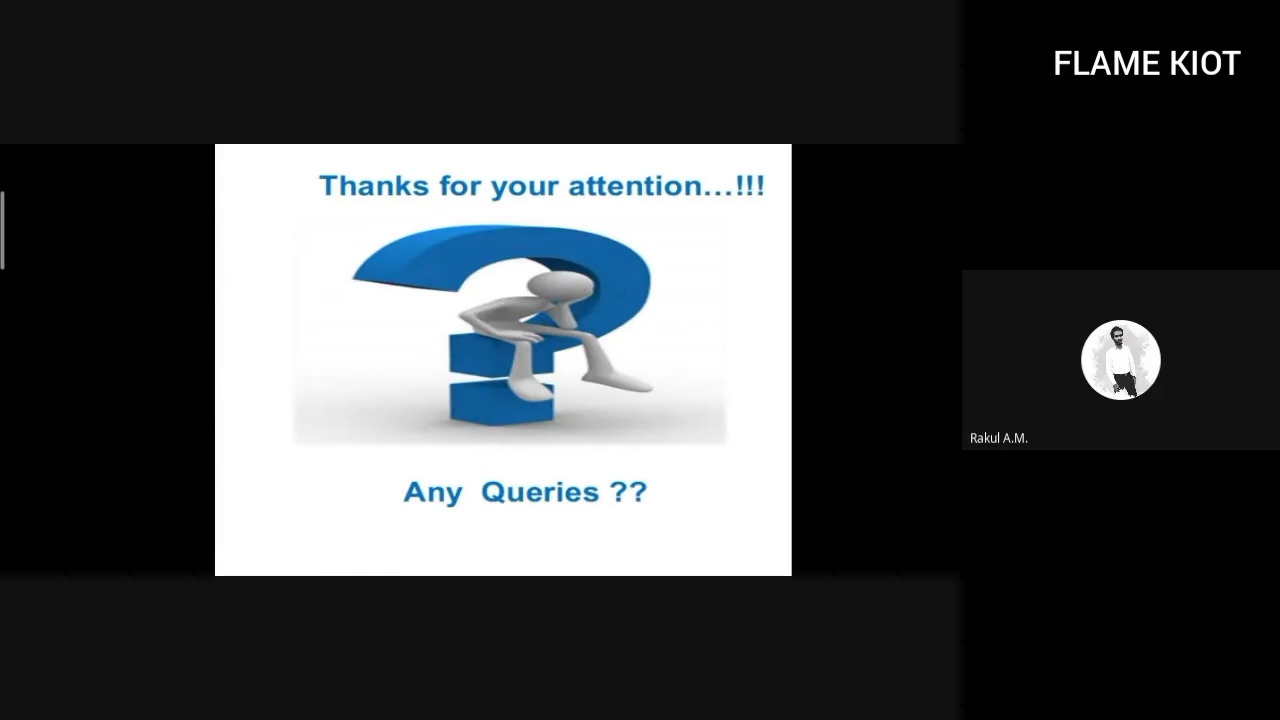 FLAME KIOT
Thanks for your attention...!!!
Any  Queries ??
Rakul A.M.